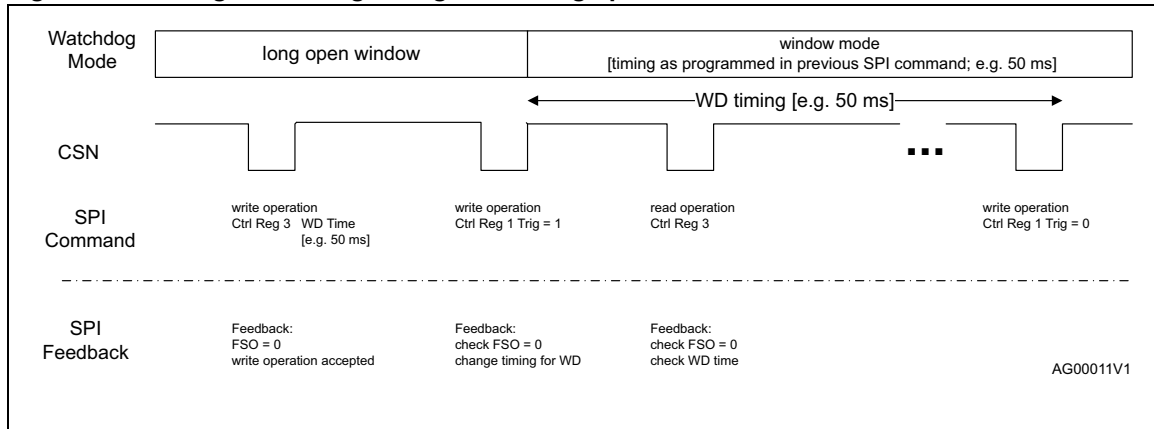 Watchdog
Mode
long open window
window mode
[timing as programmed in previous SPI command; e.g. 50 ms]
WD timing [e.g. 50 ms]
CSN
...
SPI
Command
write operation
Ctrl Reg 3 WD Time
[e.g. 50 ms]
write operation
Ctrl Reg 1 Trig = 1
read operation
Ctrl Reg 3
write operation
Ctrl Reg 1 Trig = 0
SPI
Feedback
Feedback:
FSO = 0
write operation accepted
Feedback:
check FSO = 0
change timing for WD
Feedback:
check FSO = 0
check WD time
AG00011V1